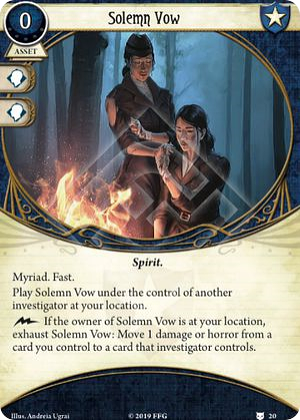 0
Solemn Vow
ASSET
Spirit.
Myriad. Fast.
Play Solemn Vow under the control of another
investigator at your location.
If the owner of Solemn Vow is at your location,
exhaust Solemn Vow: Move 1 damage or horror from a
card you control to a card that investigator controls.
Illus. Andreia Ugrai
© 2019 FFG
20